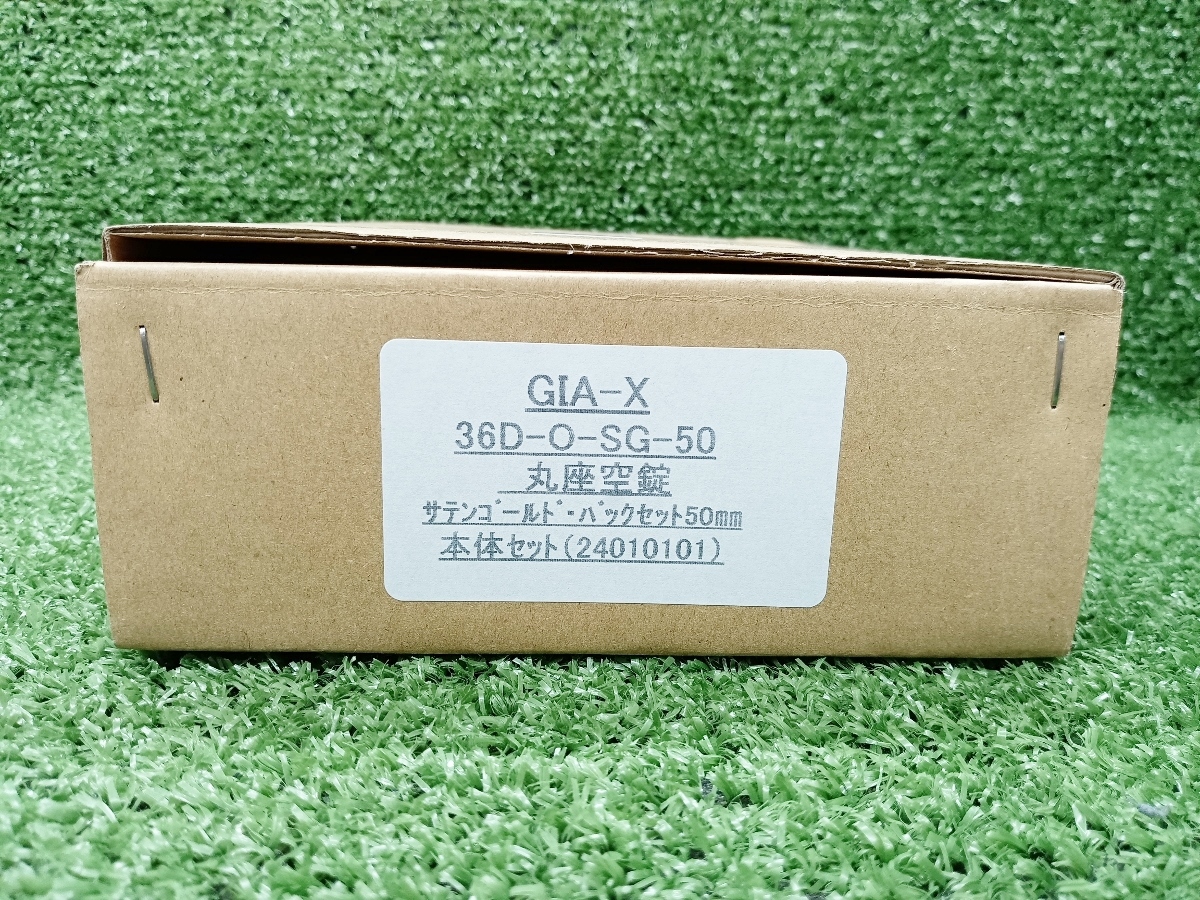 GIA-X
36D-O-SG-50
丸座空錠
ｻﾃﾝｺﾞｰﾙﾄﾞ・ﾊﾞｯｸｾｯﾄ50mm
本体ｾｯﾄ(24010101)